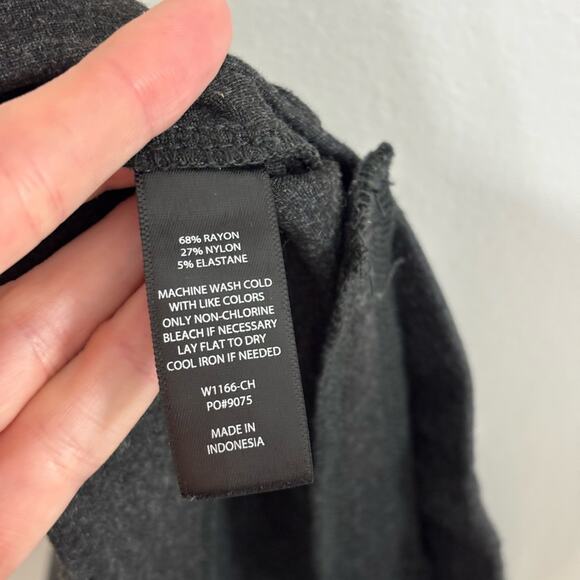 68% RAYON
27% NYLON
5% ELASTANE
MACHINE WASH COLD
WITH LIKE COLORS
ONLY NON-CHLORINE
BLEACH IF NECESSARY
LAY FLAT TO DRY
COOL IRON IF NEEDED
W1166-CH
PO#9075
MADE IN
INDONESIA